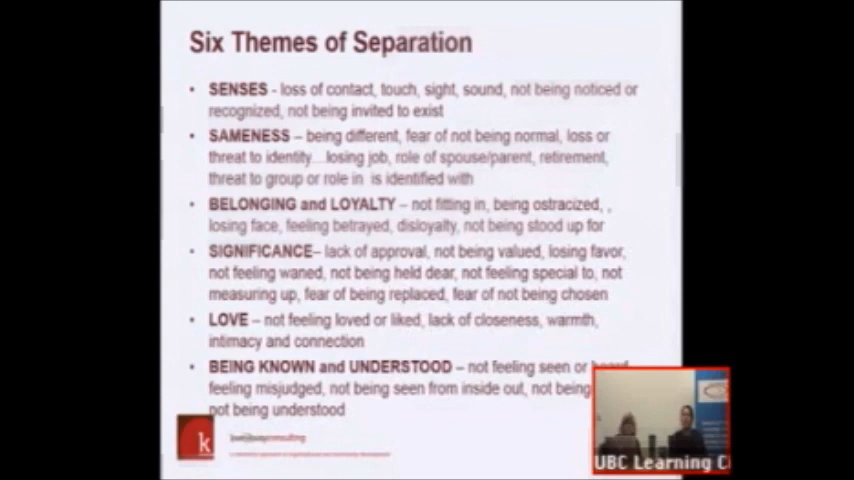 Six Themes of Separation
• SENSES - loss of contact, touch, sight, sound, not being noticed or
recognized, not being invited to exist
• SAMENESS – being different, fear of not being normal, loss or
threat to identity...losing job, role of spouse/parent, retirement,
threat to group or role in is identified with
• BELONGING and LOYALTY – not fitting in, being ostracized, ,
losing face, feeling betrayed, disloyalty, not being stood up for
• SIGNIFICANCE– lack of approval, not being valued, losing favor,
not feeling waned, not being held dear, not feeling special to, not
measuring up, fear of being replaced, fear of not being chosen
• LOVE – not feeling loved or liked, lack of closeness, warmth,
intimacy and connection
• BEING KNOWN and UNDERSTOOD – not feeling seen or heard
feeling misjudged, not being seen from inside out, not being
not being understood
k
UBC Learning